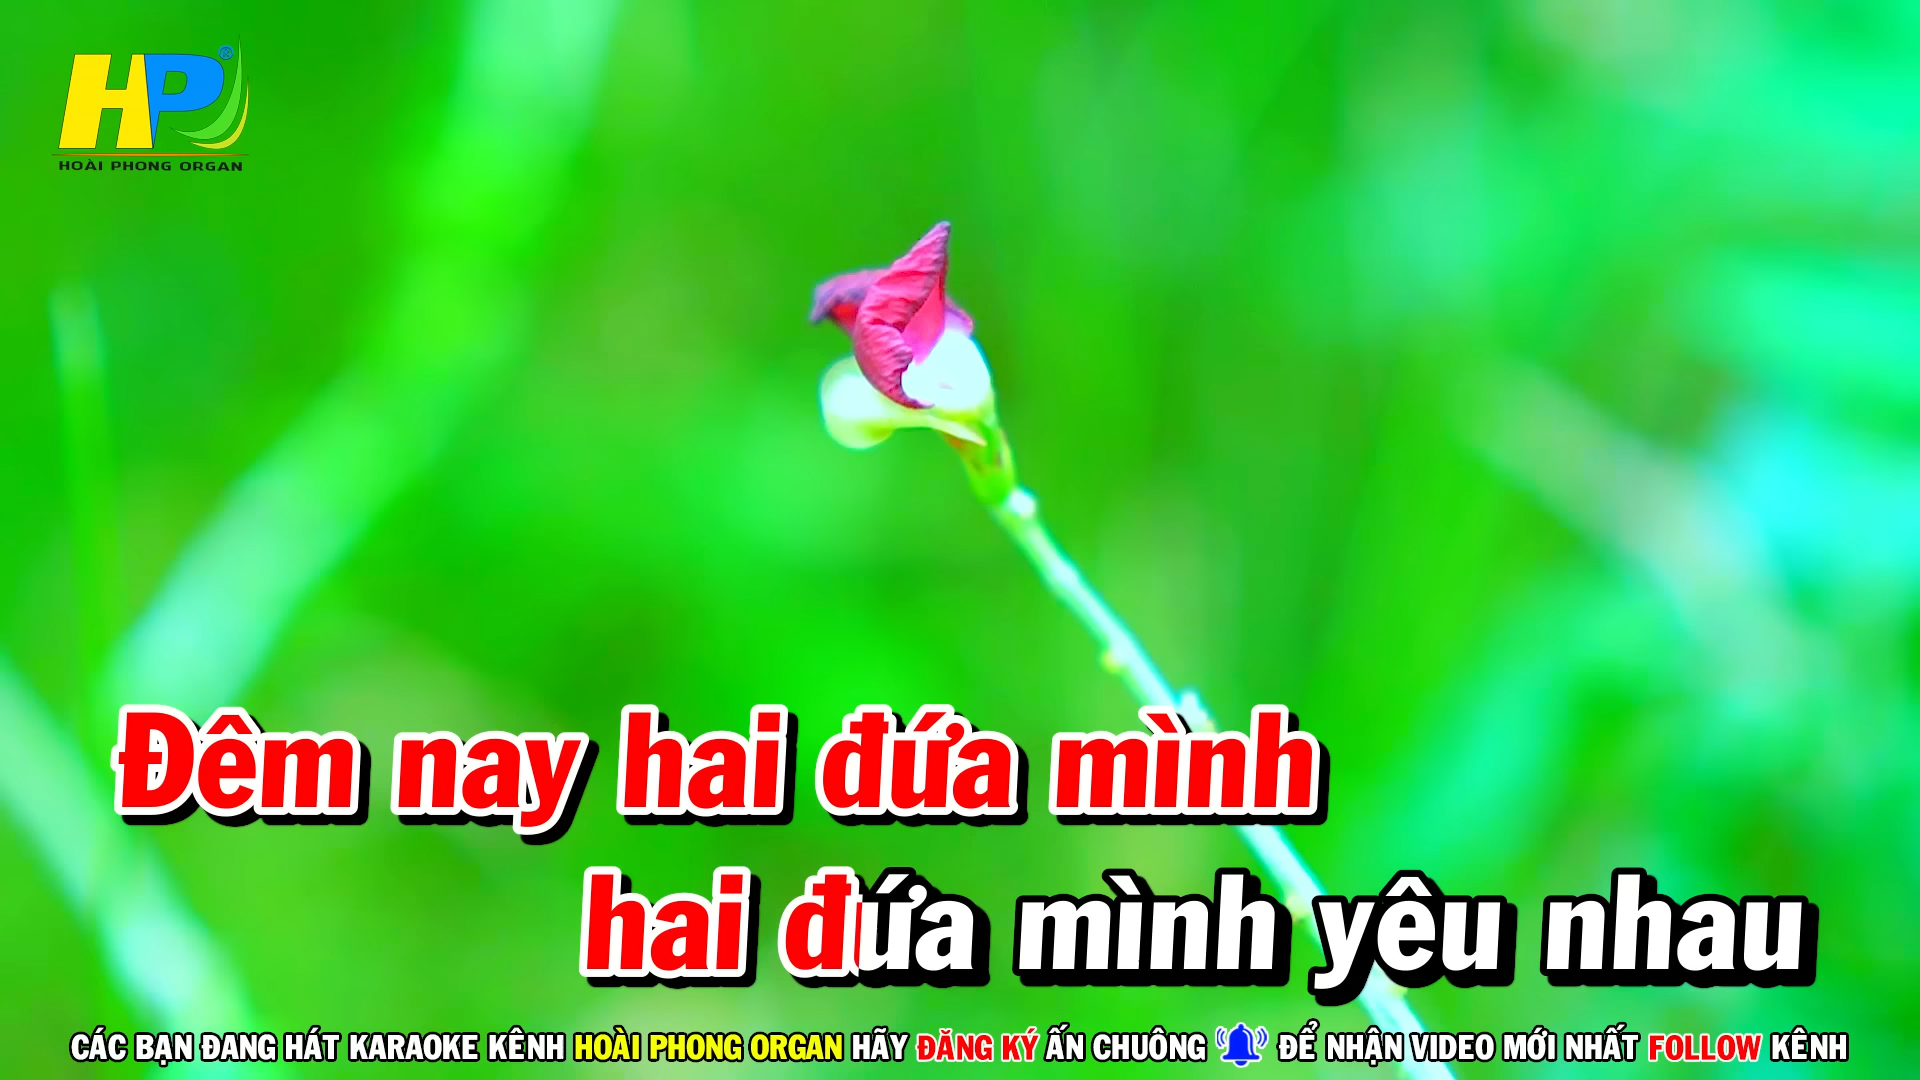 HP®
HOÀI PHONG ORGAN
Đêm nay hai đứa mình
hai đứa mình yêu nhau
CÁC BẠN ĐANG HÁT KARAOKE KÊNH HOÀI PHONG ORGAN HÃY ĐĂNG KÝ ẤN CHUÔNG ĐỂ NHẬN VIDEO MỚI NHẤT FOLLOW KÊNH